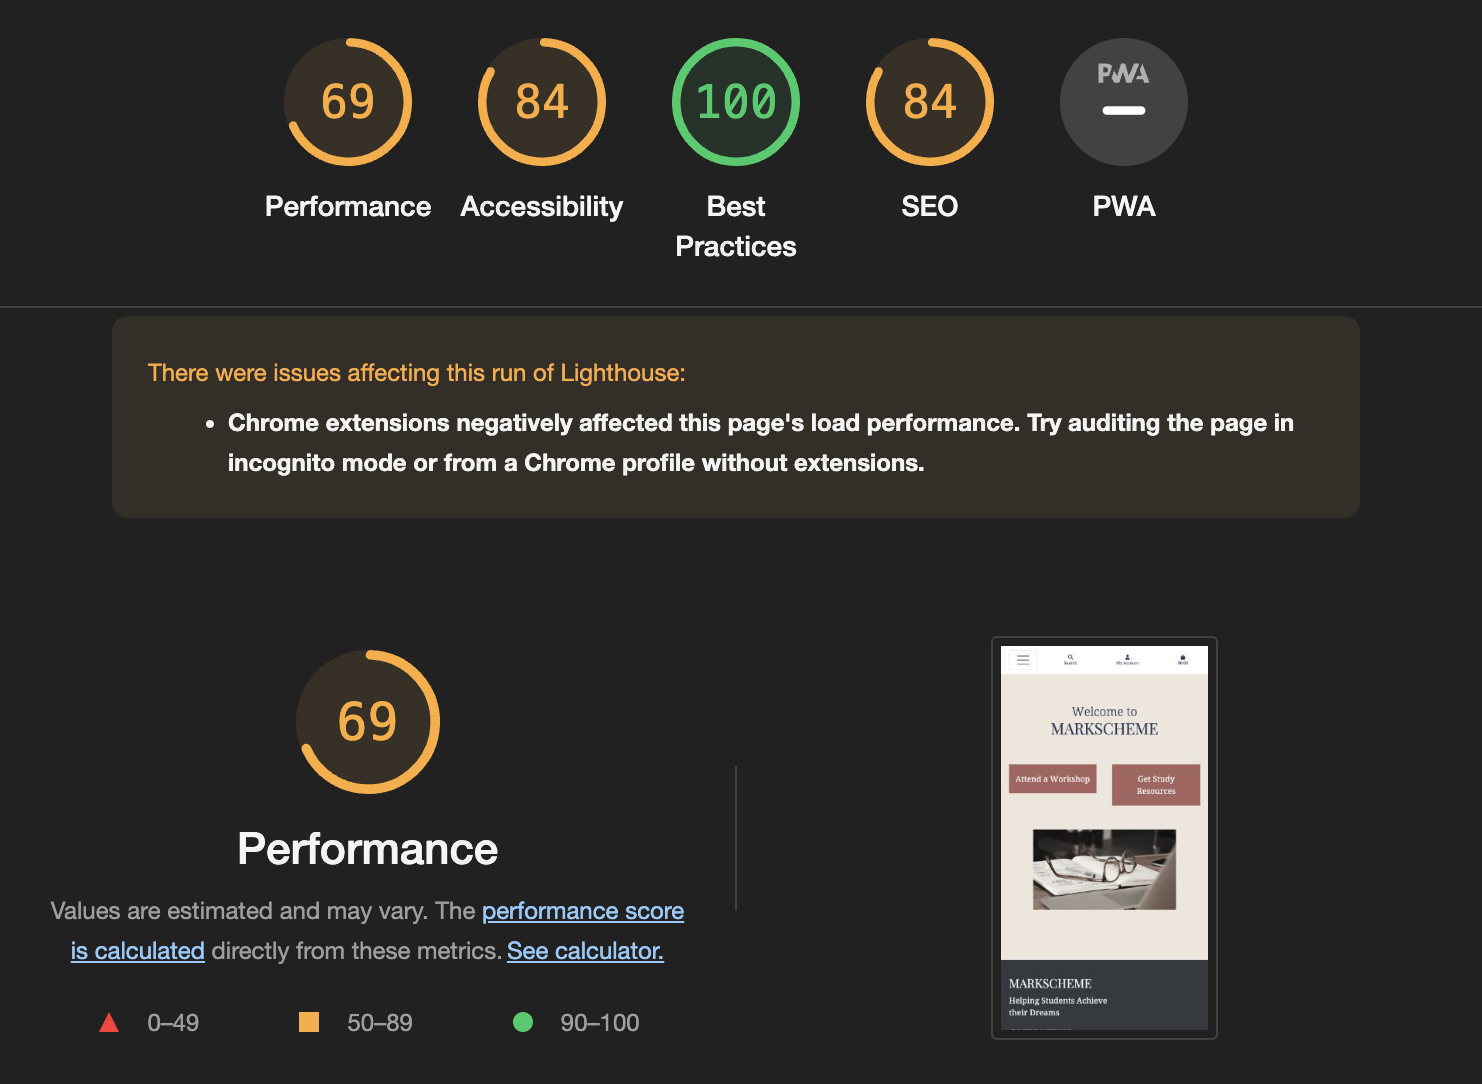 69
84
100
84
PWA
Performance
Accessibility
Best
Practices
SEO
PWA
There were issues affecting this run of Lighthouse:
• Chrome extensions negatively affected this page's load performance. Try auditing the page in
incognito mode or from a Chrome profile without extensions.
69
Performance
Values are estimated and may vary. The performance score
is calculated directly from these metrics. See calculator.
0–49
50–89
90–100
Search
My Account
Welcome to
MARKSCHEME
Attend a Workshop
Get Study
Resources
MARKSCHEME
Helping Students Achieve
their Dreams